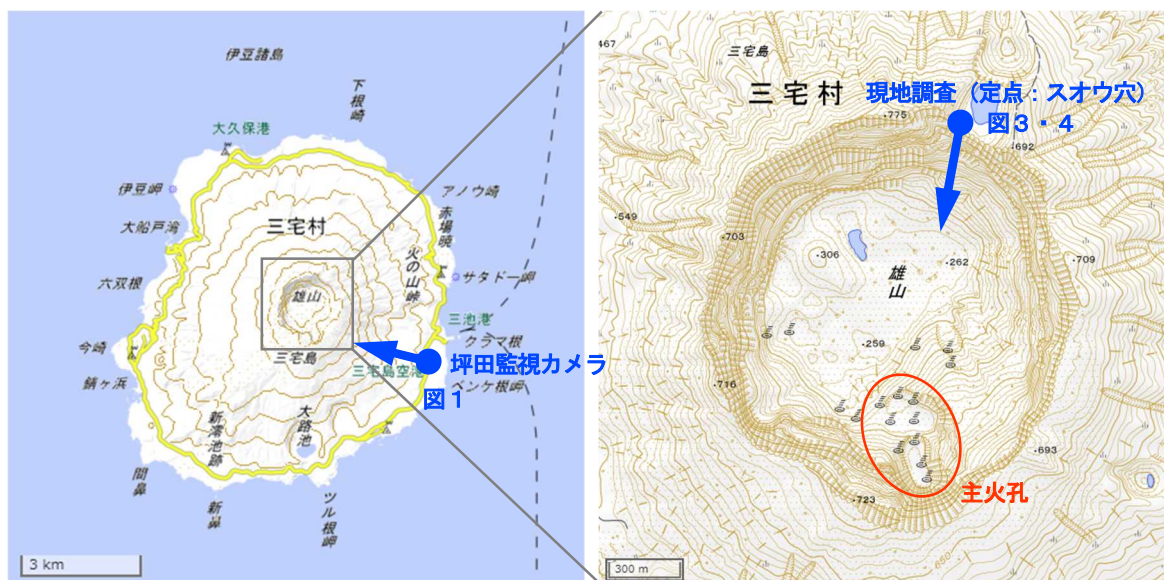 伊豆諸島
下根崎
大久保港
伊豆岬
アノウ崎
大船戸湾
三宅村
赤場暁
火の山峠
サタドー岬
六双根
雄山
三池港
クラマ根
今崎
三宅島
坪田監視カメラ
三宅島空港
ベンケ根岬
図1
錆ヶ浜
新澪池跡
大路池
間鼻
新鼻
ツル根岬
3 km
467
三宅島
三宅村
現地調査（定点：スオウ穴）
図3・4
775
692
549
703
306
262
709
雄山
259
716
693
主火孔
723
650
300 m